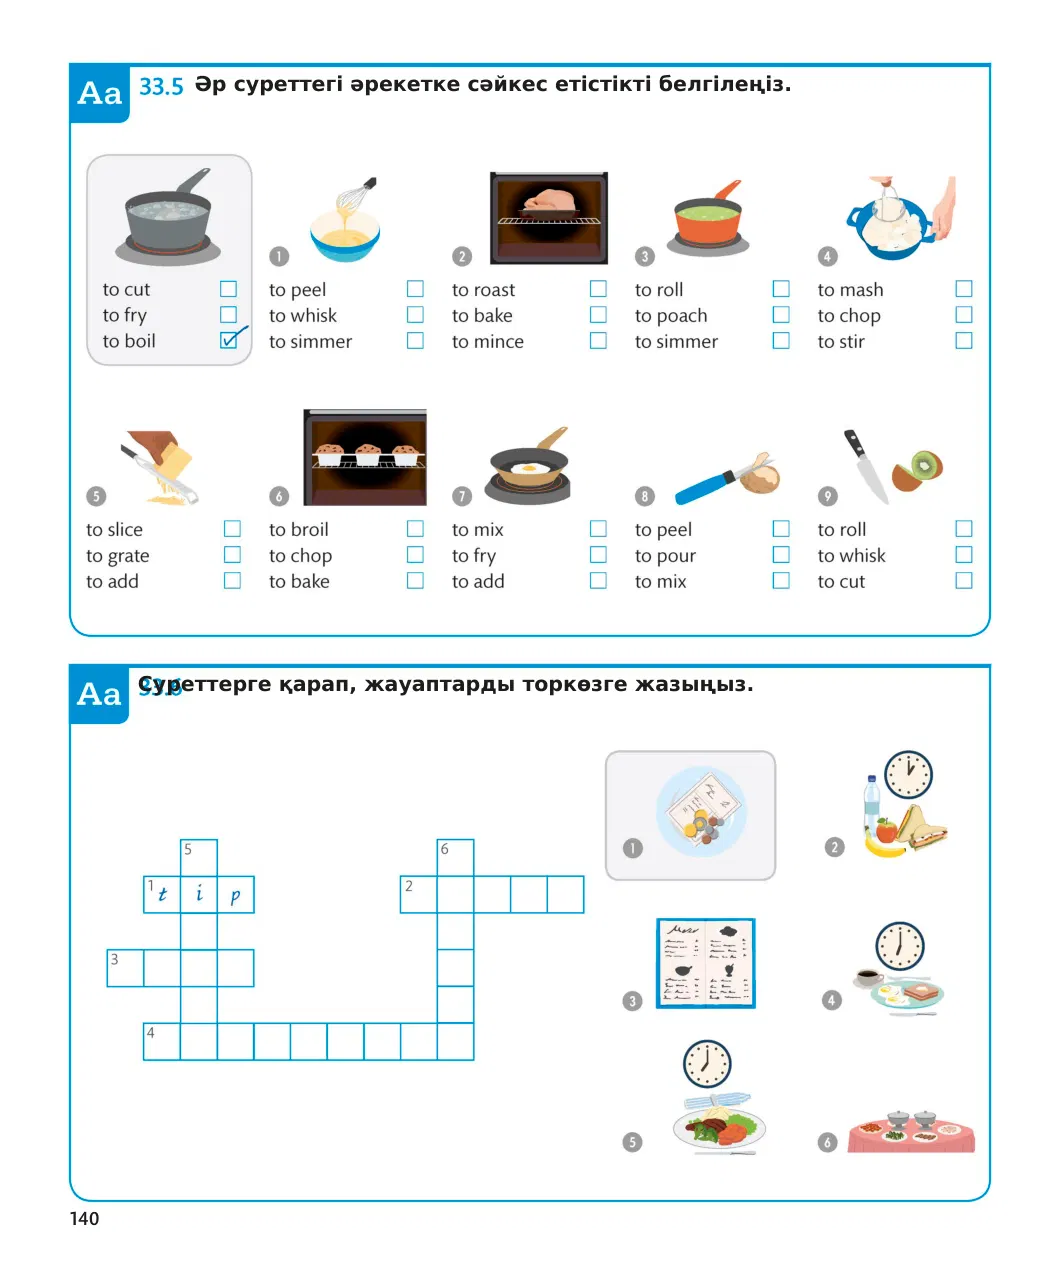 Aa 33.5 Әр суреттегі әрекетке сәйкес етістікті белгілеңіз.
to cut
to fry
to boil
1
to peel
to whisk
to simmer
2
to roast
to bake
to mince
3
to roll
to poach
to simmer
4
to mash
to chop
to stir
5
to slice
to grate
to add
6
to broil
to chop
to bake
7
to mix
to fry
to add
8
to peel
to pour
to mix
9
to roll
to whisk
to cut
Aa 33.6 Суреттерге қарап, жауаптарды торкөзге жазыңыз.
5
6
1 t i p
2
3
4
1
2
3
Menu
4
5
6
140